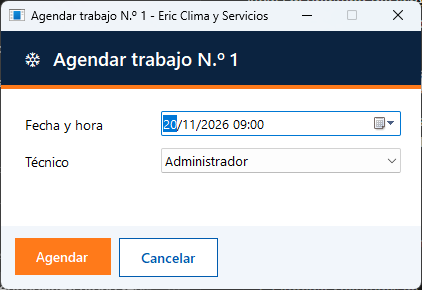 Agendar trabajo N.º 1 - Eric Clima y Servicios
Agendar trabajo N.º 1
Fecha y hora
20/11/2026 09:00
Técnico
Administrador
Agendar
Cancelar